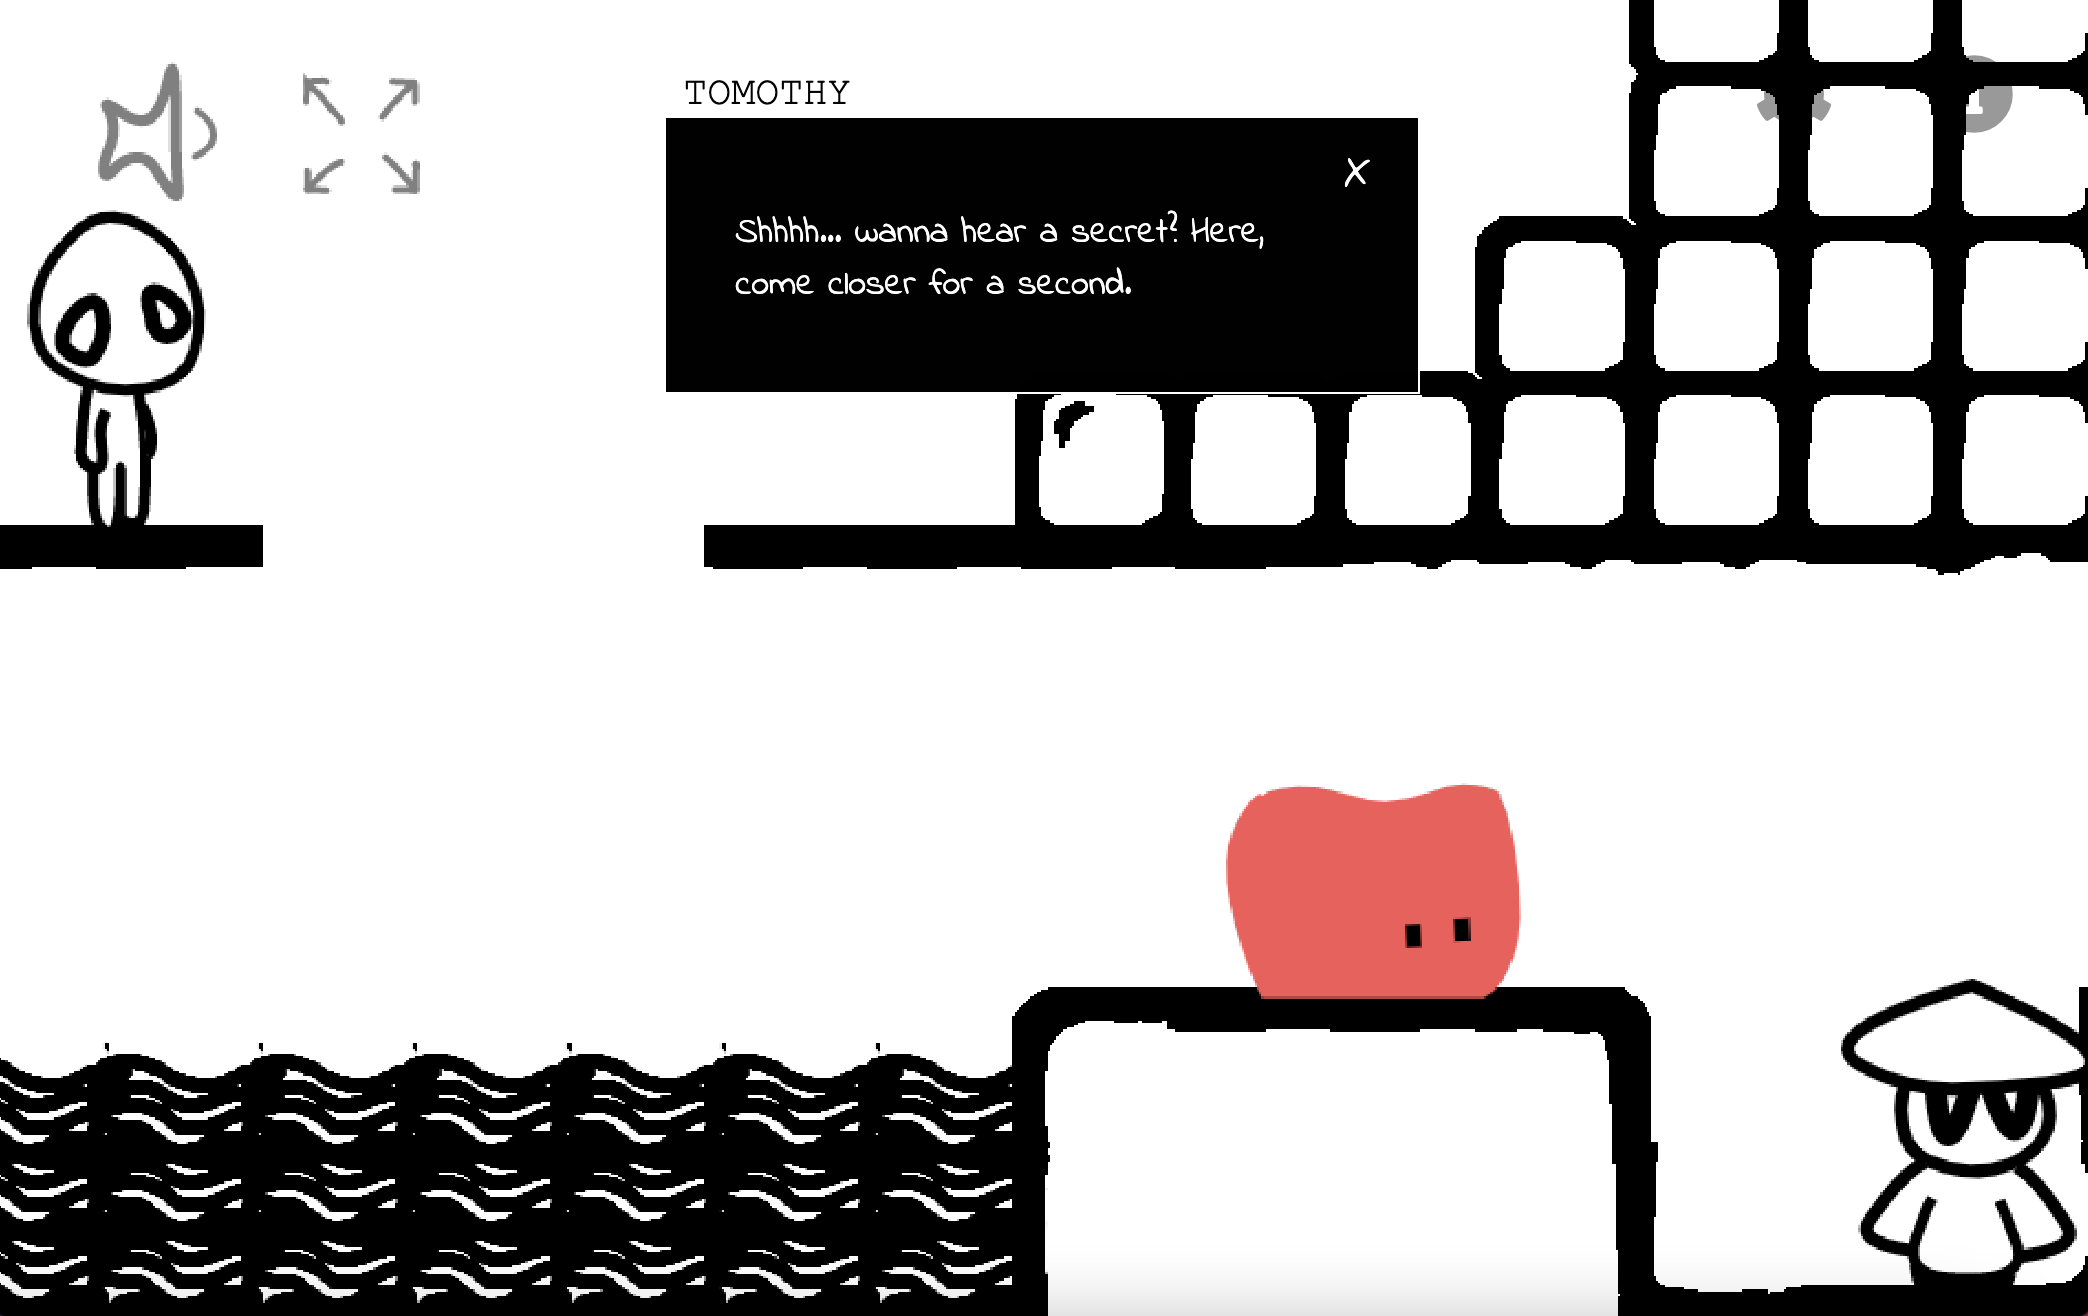 TOMOTHY
X
Shhhh... wanna hear a secret? Here,
come closer for a second.